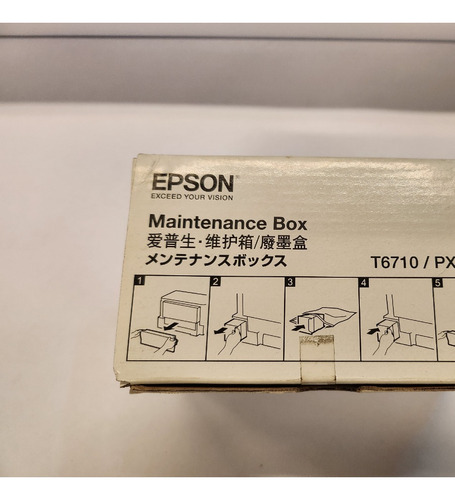 EPSON
EXCEED YOUR VISION
Maintenance Box
爱普生·维护箱/廢墨盒
メンテナンスボックス
T6710 / PX
1 2 3 4 5